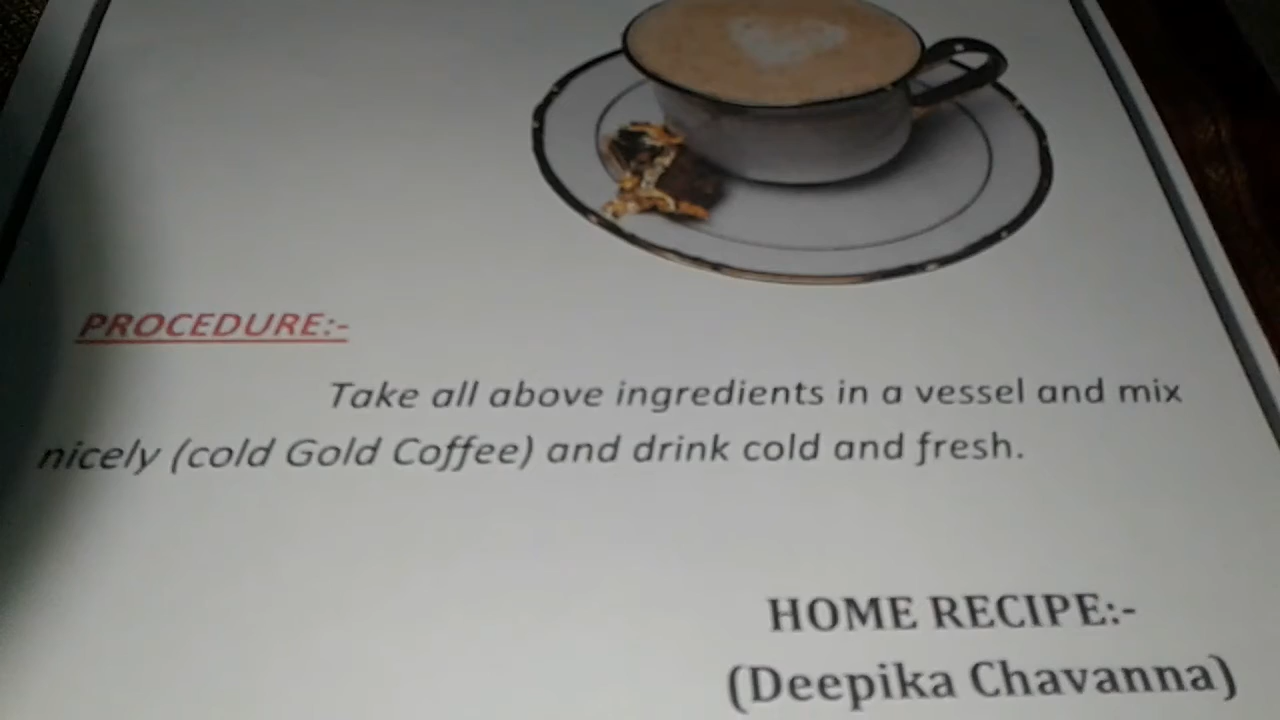 PROCEDURE:-
Take all above ingredients in a vessel and mix
nicely (cold Gold Coffee) and drink cold and fresh.
HOME RECIPE:-
(Deepika Chavanna)